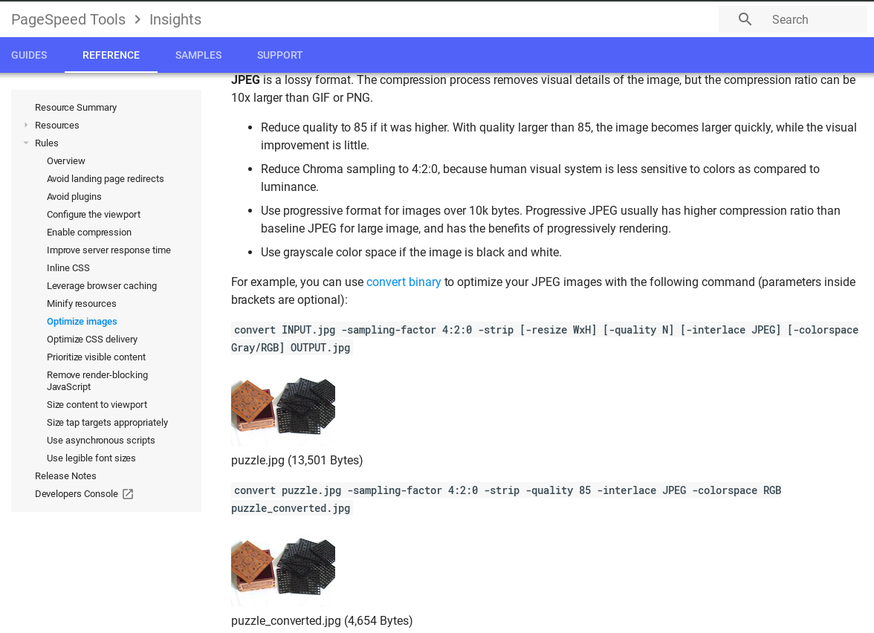 PageSpeed Tools > Insights
Search
GUIDES
REFERENCE
SAMPLES
SUPPORT
Resource Summary
Resources
Rules
Overview
Avoid landing page redirects
Avoid plugins
Configure the viewport
Enable compression
Improve server response time
Inline CSS
Leverage browser caching
Minify resources
Optimize images
Optimize CSS delivery
Prioritize visible content
Remove render-blocking
JavaScript
Size content to viewport
Size tap targets appropriately
Use asynchronous scripts
Use legible font sizes
Release Notes
Developers Console
JPEG is a lossy format. The compression process removes visual details of the image, but the compression ratio can be
10x larger than GIF or PNG.
• Reduce quality to 85 if it was higher. With quality larger than 85, the image becomes larger quickly, while the visual
improvement is little.
• Reduce Chroma sampling to 4:2:0, because human visual system is less sensitive to colors as compared to
luminance.
• Use progressive format for images over 10k bytes. Progressive JPEG usually has higher compression ratio than
baseline JPEG for large image, and has the benefits of progressively rendering.
• Use grayscale color space if the image is black and white.
For example, you can use convert binary to optimize your JPEG images with the following command (parameters inside
brackets are optional):
convert INPUT.jpg -sampling-factor 4:2:0 -strip [-resize WxH] [-quality N] [-interlace JPEG] [-colorspace
Gray/RGB] OUTPUT.jpg
puzzle.jpg (13,501 Bytes)
convert puzzle.jpg -sampling-factor 4:2:0 -strip -quality 85 -interlace JPEG -colorspace RGB
puzzle_converted.jpg
puzzle_converted.jpg (4,654 Bytes)